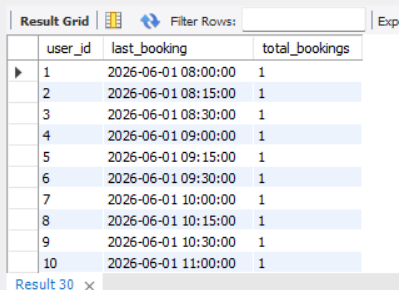 Result Grid Filter Rows: Exp
user_id last_booking total_bookings
1 2026-06-01 08:00:00 1
2 2026-06-01 08:15:00 1
3 2026-06-01 08:30:00 1
4 2026-06-01 09:00:00 1
5 2026-06-01 09:15:00 1
6 2026-06-01 09:30:00 1
7 2026-06-01 10:00:00 1
8 2026-06-01 10:15:00 1
9 2026-06-01 10:30:00 1
10 2026-06-01 11:00:00 1
Result 30